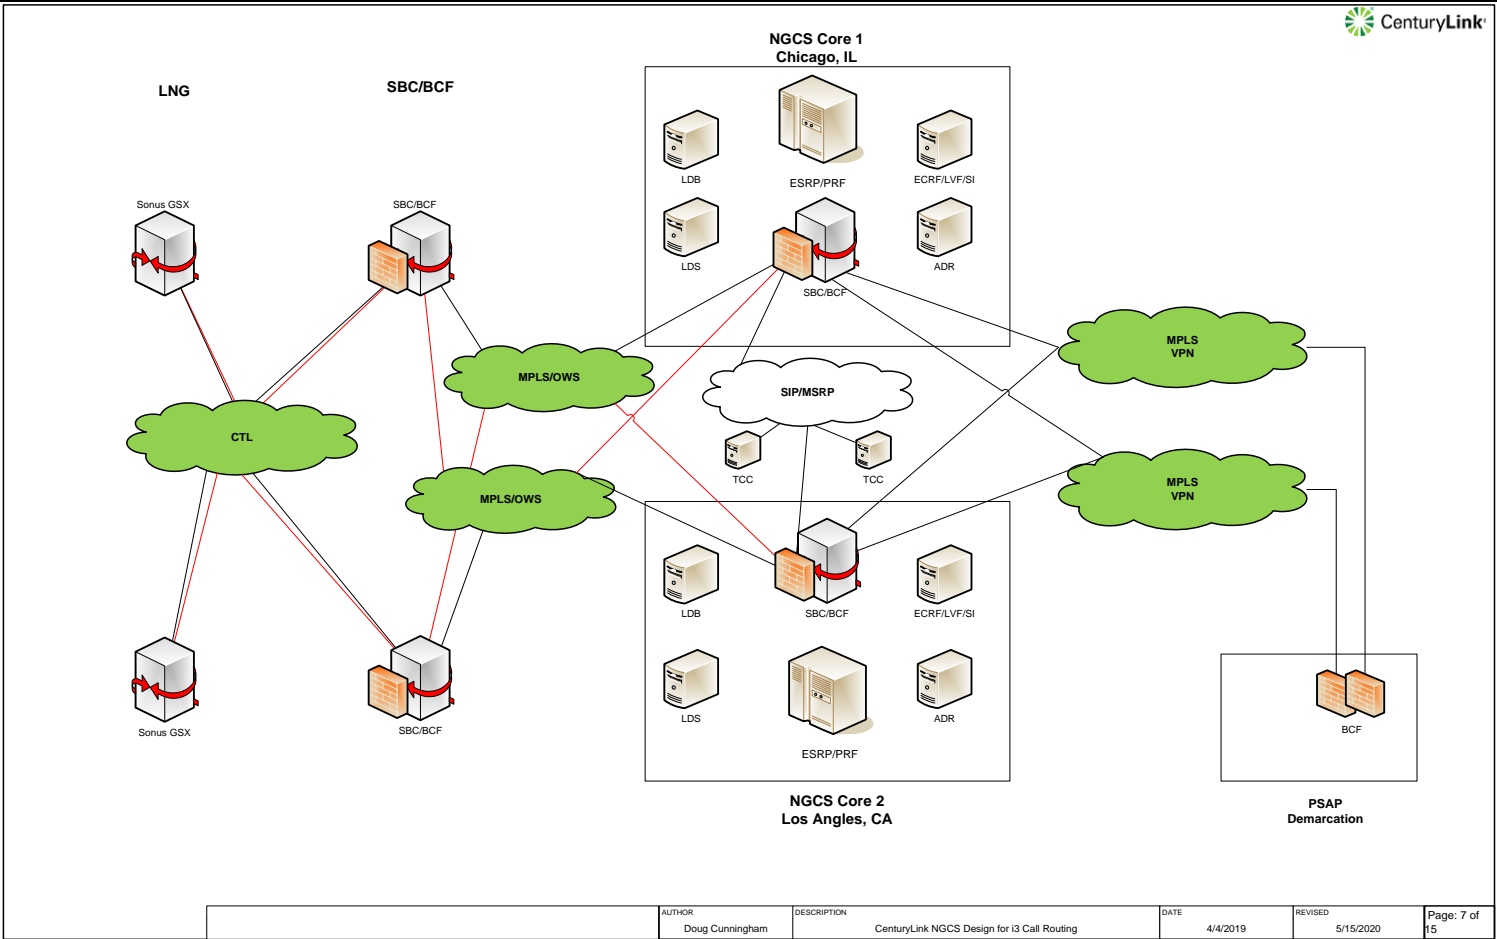 CenturyLink
NGCS Core 1
Chicago, IL
LNG
SBC/BCF
LDB
ESRP/PRF
ECRF/LVF/SI
Sonus GSX
SBC/BCF
LDS
SBC/BCF
ADR
MPLS
VPN
MPLS/OWS
SIP/MSRP
CTL
TCC
TCC
MPLS/OWS
MPLS
VPN
LDB
SBC/BCF
ECRF/LVF/SI
Sonus GSX
SBC/BCF
LDS
ESRP/PRF
ADR
BCF
NGCS Core 2
Los Angles, CA
PSAP
Demarcation
AUTHOR
Doug Cunningham
DESCRIPTION
CenturyLink NGCS Design for i3 Call Routing
DATE
4/4/2019
REVISED
5/15/2020
Page: 7 of
15